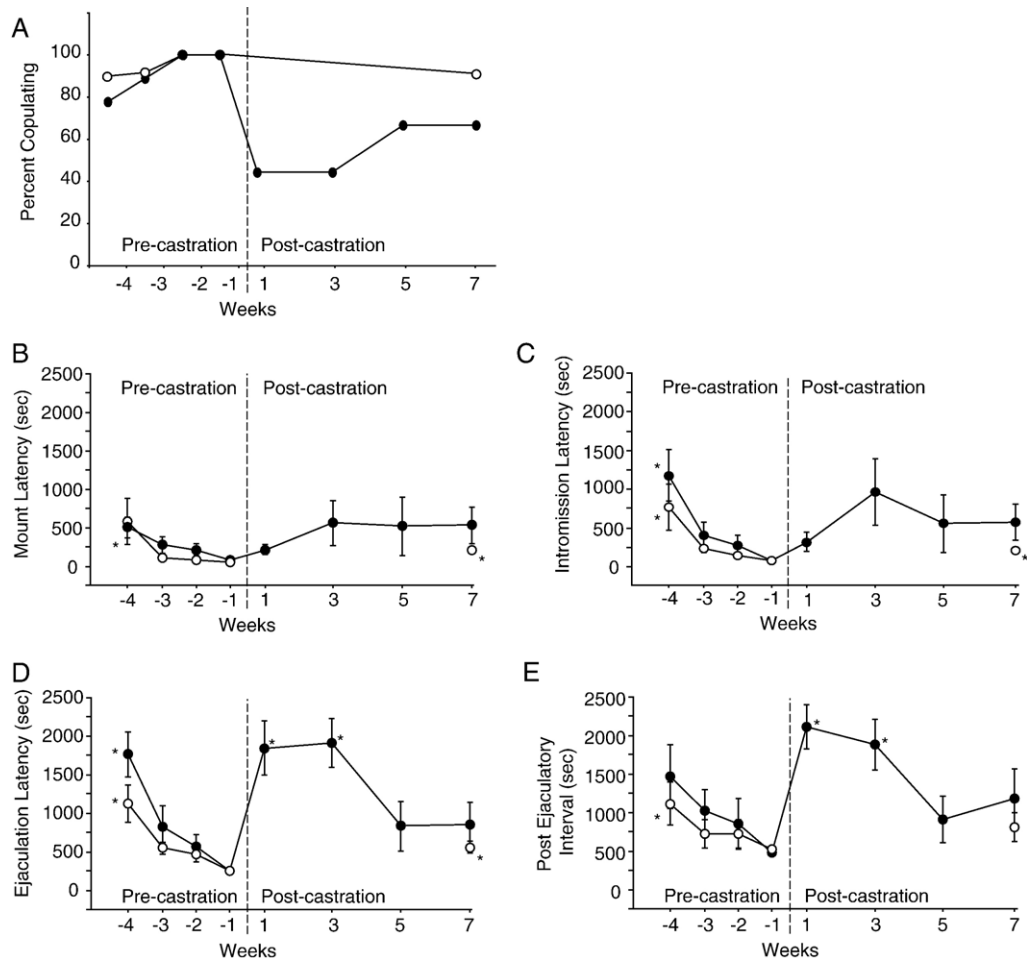 A
Percent Copulating
100
80
60
40
20
0
Pre-castration
Post-castration
-4 -3 -2 -1 1 3 5 7
Weeks
B
Mount Latency (sec)
2500
2000
1500
1000
500
0
Pre-castration
Post-castration
*
*
-4 -3 -2 -1 1 3 5 7
Weeks
C
Intromission Latency (sec)
2500
2000
1500
1000
500
0
Pre-castration
Post-castration
*
*
*
-4 -3 -2 -1 1 3 5 7
Weeks
D
Ejaculation Latency (sec)
2500
2000
1500
1000
500
0
*
*
*
*
*
Pre-castration
Post-castration
-4 -3 -2 -1 1 3 5 7
Weeks
E
Post Ejaculatory
Interval (sec)
2500
2000
1500
1000
500
0
*
*
*
Pre-castration
Post-castration
-4 -3 -2 -1 1 3 5 7
Weeks